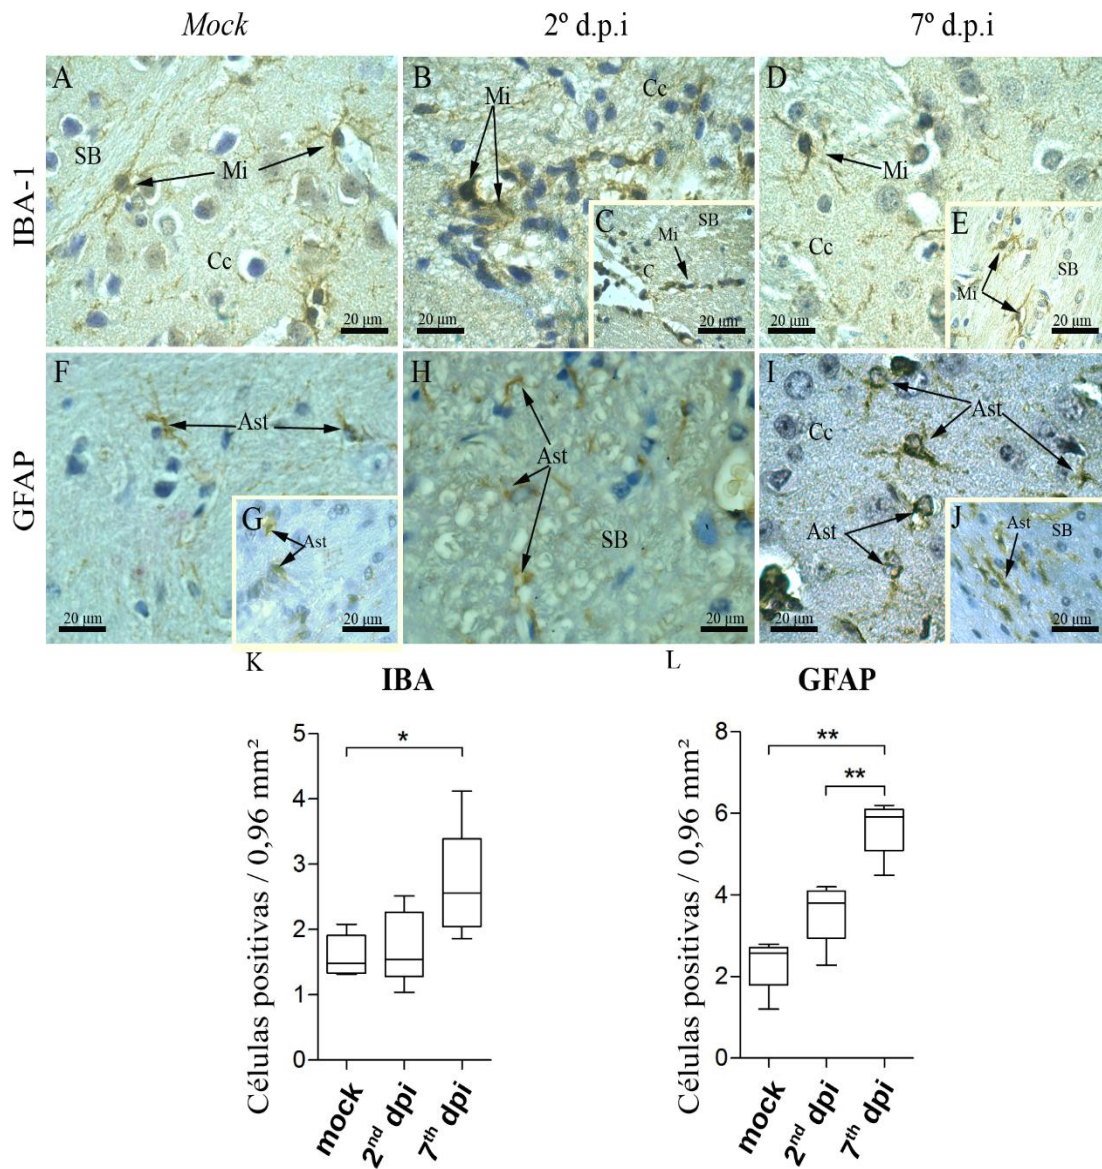 Mock 2º d.p.i 7º d.p.i
IBA-1
A
SB
Mi
Cc
20 μm
B
Mi
Cc
20 μm
C
SB
Mi
C
20 μm
D
Mi
Cc
20 μm
E
SB
Mi
20 μm
GFAP
F
Ast
20 μm
G
Ast
20 μm
H
Ast
SB
20 μm
I
Ast
Cc
Ast
20 μm
J
Ast
SB
20 μm
K
IBA
Células positivas / 0,96 mm²
5
4
3
2
1
0
*
mock
2nd dpi
7th dpi
L
GFAP
Células positivas / 0,96 mm²
8
6
4
2
0
**
**
mock
2nd dpi
7th dpi